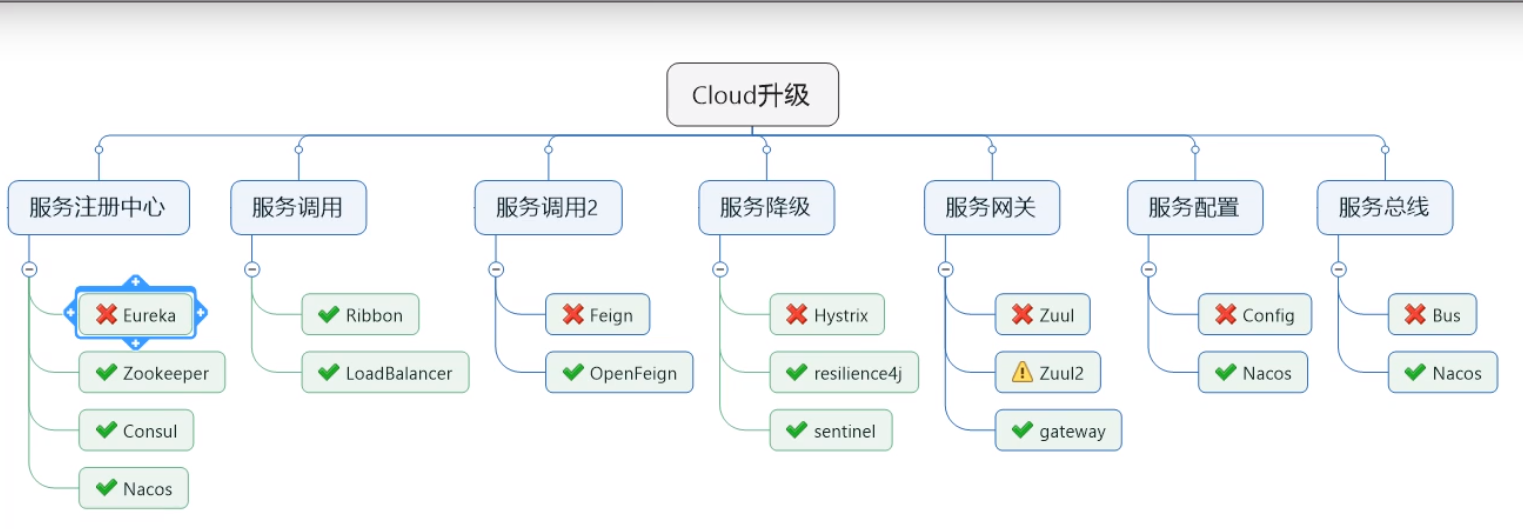 Cloud升级
服务注册中心
Eureka
Zookeeper
Consul
Nacos
服务调用
Ribbon
LoadBalancer
服务调用2
Feign
OpenFeign
服务降级
Hystrix
resilience4j
sentinel
服务网关
Zuul
Zuul2
gateway
服务配置
Config
Nacos
服务总线
Bus
Nacos